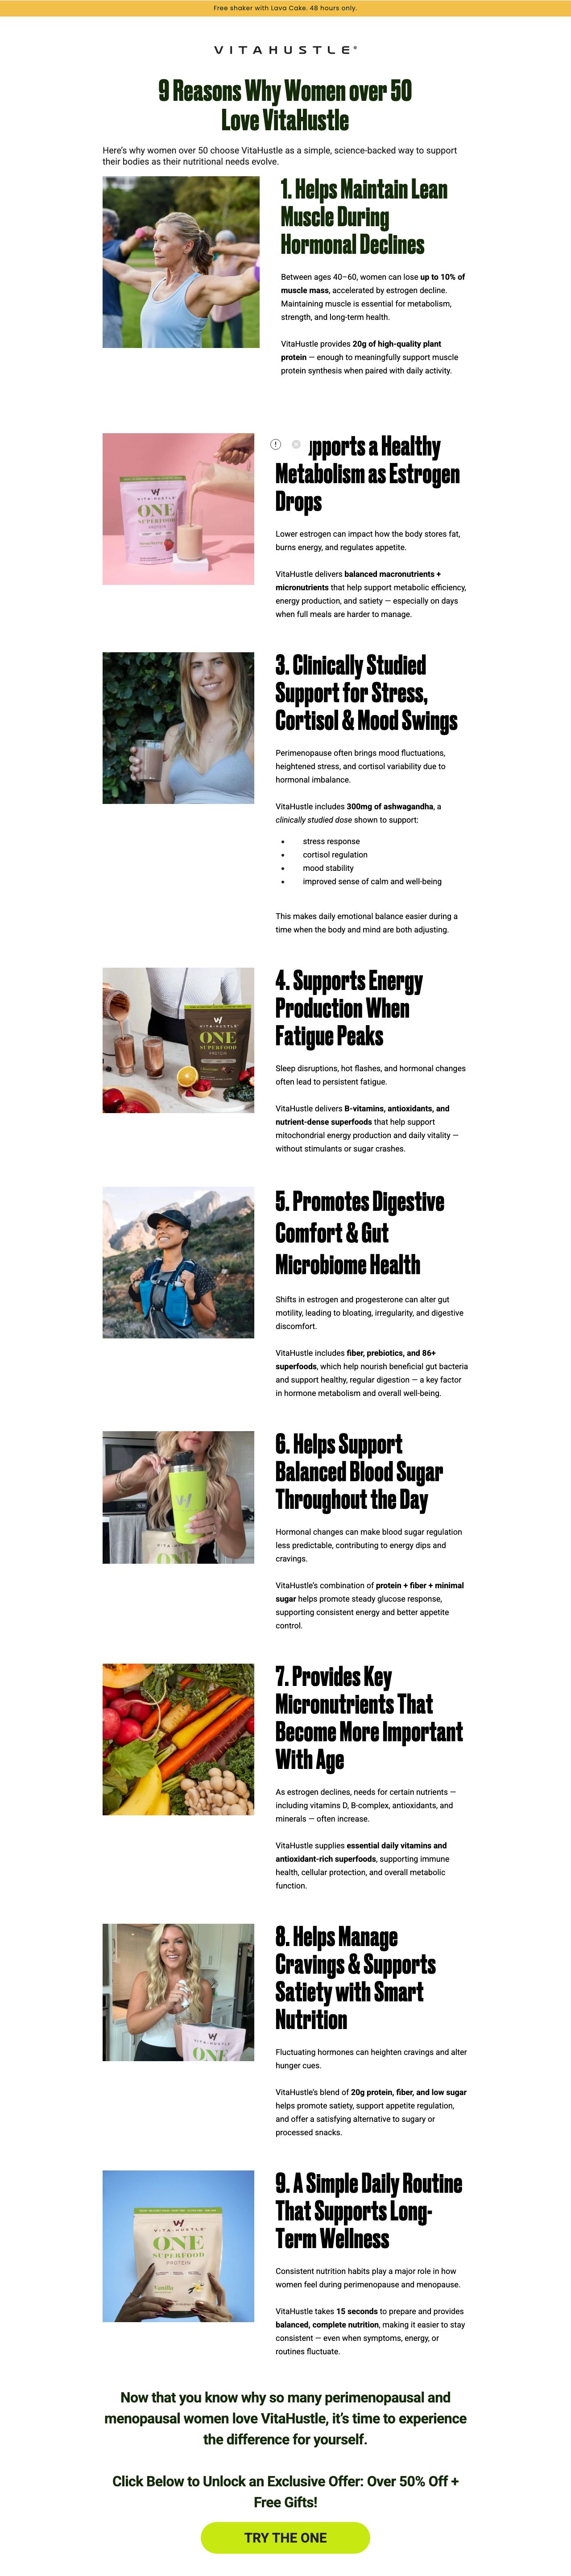 Free shaker with Lava Cake. 48 hours only.
VITAHUSTLE®
9 Reasons Why Women over 50
Love VitaHustle
Here's why women over 50 choose VitaHustle as a simple, science-backed way to support
their bodies as their nutritional needs evolve.
1. Helps Maintain Lean
Muscle During
Hormonal Declines
Between ages 40–60, women can lose up to 10% of
muscle mass, accelerated by estrogen decline.
Maintaining muscle is essential for metabolism,
strength, and long-term health.
VitaHustle provides 20g of high-quality plant
protein — enough to meaningfully support muscle
protein synthesis when paired with daily activity.
VITA·HUSTLE
ONE
SUPERFOOD
PROTEIN
pports a Healthy
Metabolism as Estrogen
Drops
Lower estrogen can impact how the body stores fat,
burns energy, and regulates appetite.
VitaHustle delivers balanced macronutrients +
micronutrients that help support metabolic efficiency,
energy production, and satiety — especially on days
when full meals are harder to manage.
3. Clinically Studied
Support for Stress,
Cortisol & Mood Swings
Perimenopause often brings mood fluctuations,
heightened stress, and cortisol variability due to
hormonal imbalance.
VitaHustle includes 300mg of ashwagandha, a
clinically studied dose shown to support:
• stress response
• cortisol regulation
• mood stability
• improved sense of calm and well-being
This makes daily emotional balance easier during a
time when the body and mind are both adjusting.
VITA·HUSTLE
ONE
SUPERFOOD
PROTEIN
4. Supports Energy
Production When
Fatigue Peaks
Sleep disruptions, hot flashes, and hormonal changes
often lead to persistent fatigue.
VitaHustle delivers B-vitamins, antioxidants, and
nutrient-dense superfoods that help support
mitochondrial energy production and daily vitality —
without stimulants or sugar crashes.
5. Promotes Digestive
Comfort & Gut
Microbiome Health
Shifts in estrogen and progesterone can alter gut
motility, leading to bloating, irregularity, and digestive
discomfort.
VitaHustle includes fiber, prebiotics, and 86+
superfoods, which help nourish beneficial gut bacteria
and support healthy, regular digestion — a key factor
in hormone metabolism and overall well-being.
6. Helps Support
Balanced Blood Sugar
Throughout the Day
Hormonal changes can make blood sugar regulation
less predictable, contributing to energy dips and
cravings.
VitaHustle's combination of protein + fiber + minimal
sugar helps promote steady glucose response,
supporting consistent energy and better appetite
control.
7. Provides Key
Micronutrients That
Become More Important
With Age
As estrogen declines, needs for certain nutrients —
including vitamins D, B-complex, antioxidants, and
minerals — often increase.
VitaHustle supplies essential daily vitamins and
antioxidant-rich superfoods, supporting immune
health, cellular protection, and overall metabolic
function.
VITA·HUSTLE
ONE
8. Helps Manage
Cravings & Supports
Satiety with Smart
Nutrition
Fluctuating hormones can heighten cravings and alter
hunger cues.
VitaHustle's blend of 20g protein, fiber, and low sugar
helps promote satiety, support appetite regulation,
and offer a satisfying alternative to sugary or
processed snacks.
VITA·HUSTLE
ONE
SUPERFOOD
PROTEIN
Vanilla
9. A Simple Daily Routine
That Supports Long-
Term Wellness
Consistent nutrition habits play a major role in how
women feel during perimenopause and menopause.
VitaHustle takes 15 seconds to prepare and provides
balanced, complete nutrition, making it easier to stay
consistent — even when symptoms, energy, or
routines fluctuate.
Now that you know why so many perimenopausal and
menopausal women love VitaHustle, it's time to experience
the difference for yourself.
Click Below to Unlock an Exclusive Offer: Over 50% Off +
Free Gifts!
TRY THE ONE